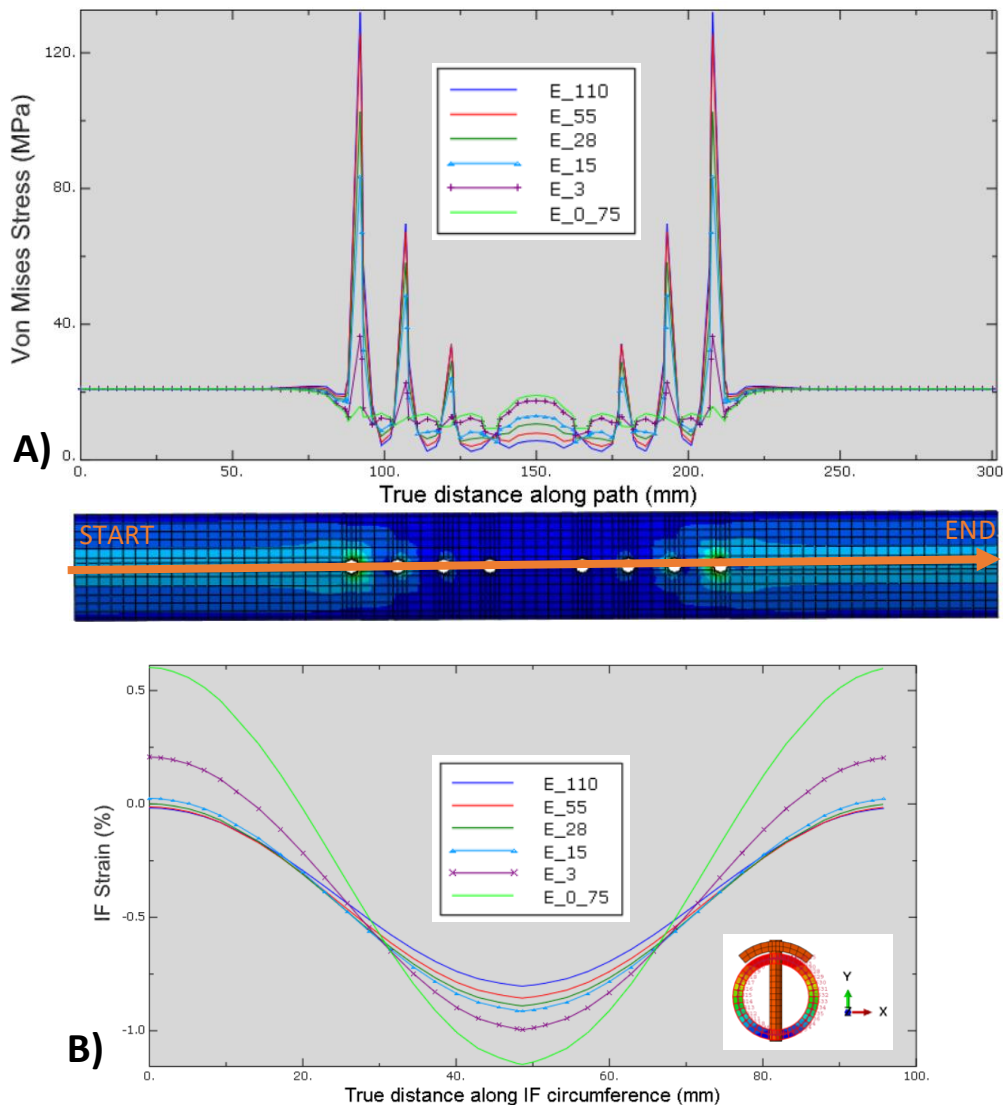 120.
80.
40.
0.
Von Mises Stress (MPa)
E_110
E_55
E_28
E_15
E_3
E_0_75
A)
0. 50. 100. 150. 200. 250. 300.
True distance along path (mm)
START END
0.5
0.0
-0.5
-1.0
IF Strain (%)
E_110
E_55
E_28
E_15
E_3
E_0_75
Y
Z X
B)
0. 20. 40. 60. 80. 100.
True distance along IF circumference (mm)